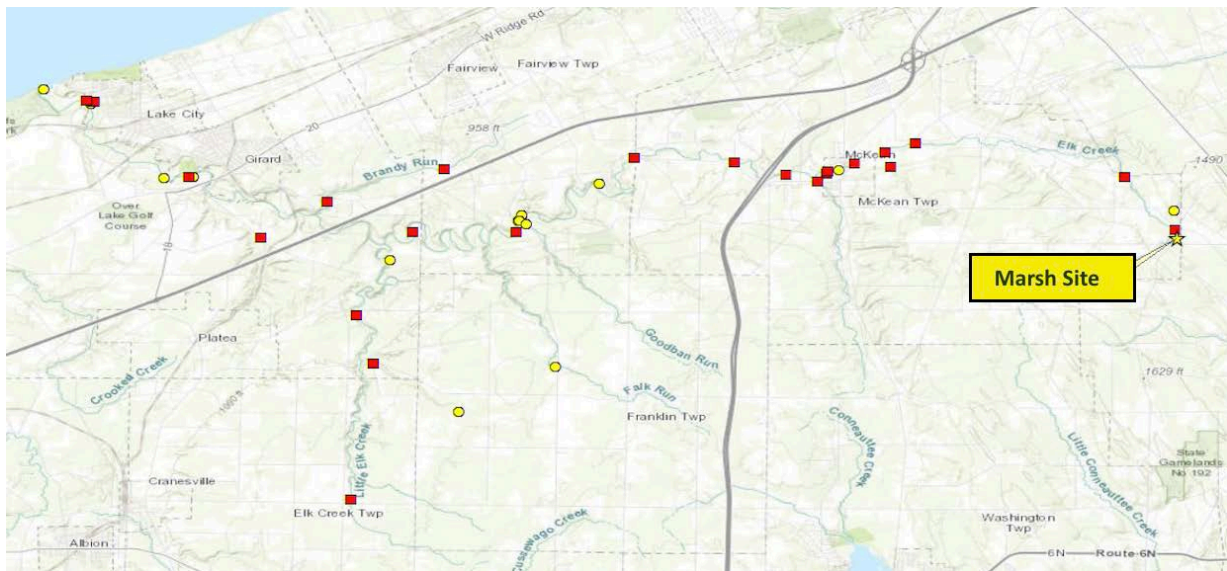 W Ridge Rd
Fairview
Fairview Twp
Lake City
20
958 ft
Girard
Brandy Run
McKean
Elk Creek
1490
Over
Lake Golf
Course
McKean Twp
18
Marsh Site
Platea
Goodban Run
Crooked Creek
1000 ft
Falk Run
1629 ft
Franklin Twp
Little Elk Creek
Conneauttee Creek
Little Conneauttee Creek
State
Gamelands
No 192
Cranesville
Elk Creek Twp
Cussewago Creek
Washington
Twp
Albion
6N
Route 6N